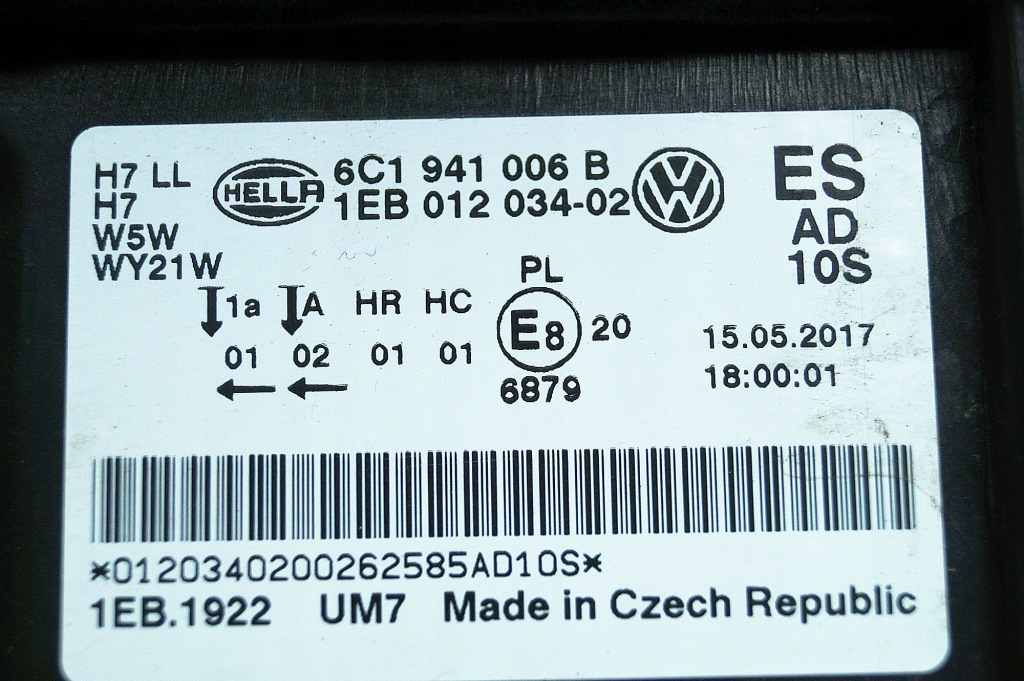 H7 LL
H7
W5W
WY21W
HELLA
6C1 941 006 B
1EB 012 034-02
VW
ES
AD
10S
1a A HR HC
01 02 01 01
PL
E8 20
6879
15.05.2017
18:00:01
*0120340200262585AD10S*
1EB.1922 UM7 Made in Czech Republic